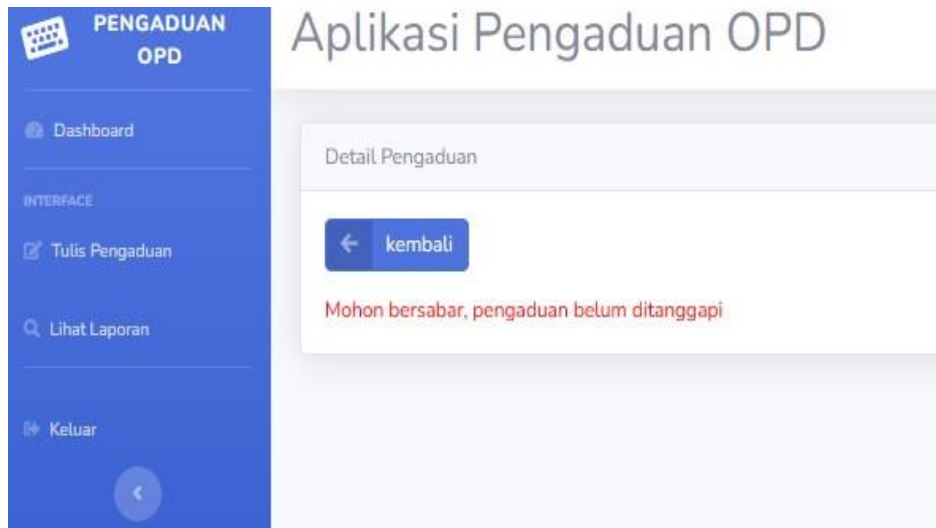 PENGADUAN
OPD
Dashboard
INTERFACE
Tulis Pengaduan
Lihat Laporan
Keluar
Aplikasi Pengaduan OPD
Detail Pengaduan
kembali
Mohon bersabar, pengaduan belum ditanggapi